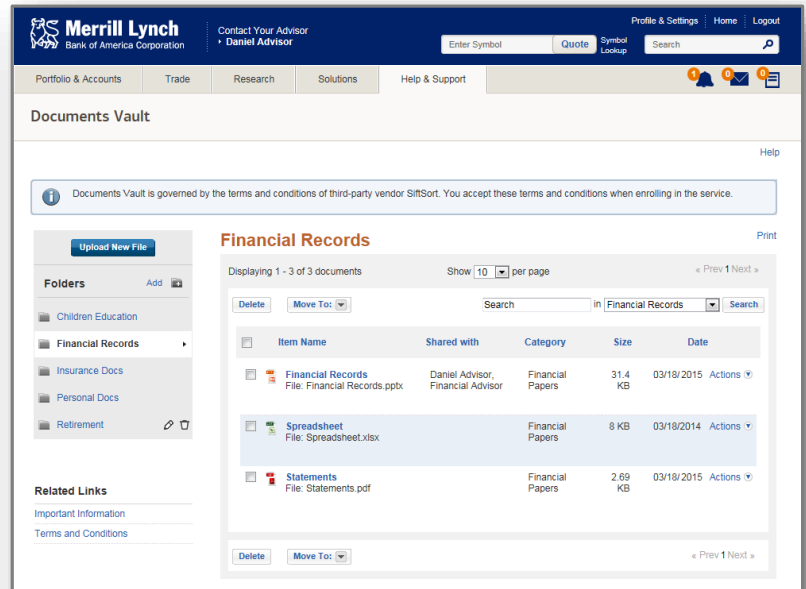 Merrill Lynch
Bank of America Corporation
Contact Your Advisor
Daniel Advisor
Profile & Settings Home Logout
Enter Symbol Quote Symbol Lookup Search
Portfolio & Accounts Trade Research Solutions Help & Support 1 0 0
Documents Vault
Help
Documents Vault is governed by the terms and conditions of third-party vendor SiftSort. You accept these terms and conditions when enrolling in the service.
Upload New File
Folders Add
Children Education
Financial Records
Insurance Docs
Personal Docs
Retirement
Related Links
Important Information
Terms and Conditions
Financial Records Print
Displaying 1 - 3 of 3 documents Show 10 per page « Prev 1 Next »
Delete Move To: Search in Financial Records Search
Item Name Shared with Category Size Date
Financial Records Daniel Advisor, Financial 31.4 03/18/2015 Actions
File: Financial Records.pptx Financial Advisor Papers KB
Spreadsheet Financial 8 KB 03/18/2014 Actions
File: Spreadsheet.xlsx Papers
Statements Financial 2.69 03/18/2015 Actions
File: Statements.pdf Papers KB
Delete Move To: « Prev 1 Next »